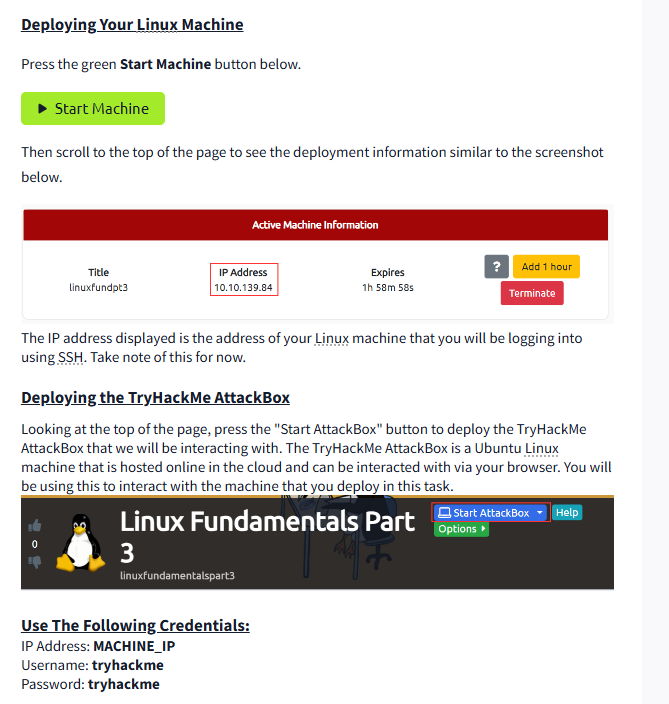 Deploying Your Linux Machine
Press the green Start Machine button below.
Start Machine
Then scroll to the top of the page to see the deployment information similar to the screenshot
below.
Active Machine Information
Title
linuxfundpt3
IP Address
10.10.139.84
Expires
1h 58m 58s
?
Add 1 hour
Terminate
The IP address displayed is the address of your Linux machine that you will be logging into
using SSH. Take note of this for now.
Deploying the TryHackMe AttackBox
Looking at the top of the page, press the "Start AttackBox" button to deploy the TryHackMe
AttackBox that we will be interacting with. The TryHackMe AttackBox is a Ubuntu Linux
machine that is hosted online in the cloud and can be interacted with via your browser. You will
be using this to interact with the machine that you deploy in this task.
0
Linux Fundamentals Part
3
linuxfundamentalspart3
Start AttackBox
Help
Options
Use The Following Credentials:
IP Address: MACHINE_IP
Username: tryhackme
Password: tryhackme